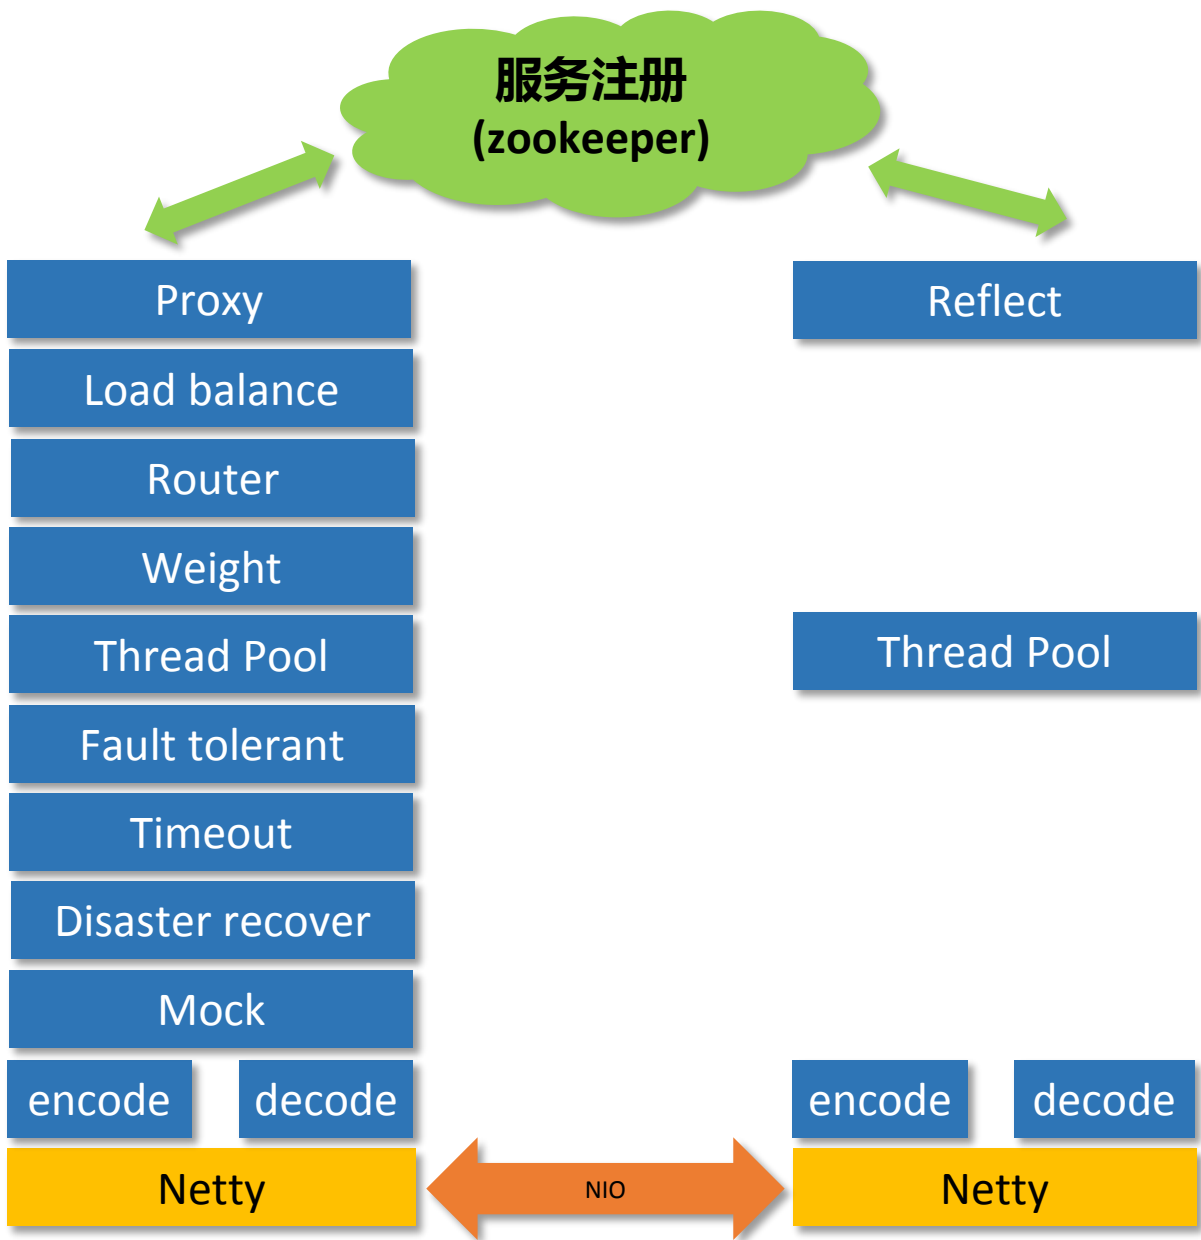 服务注册
(zookeeper)
Proxy
Reflect
Load balance
Router
Weight
Thread Pool
Thread Pool
Fault tolerant
Timeout
Disaster recover
Mock
encode
decode
encode
decode
Netty
NIO
Netty